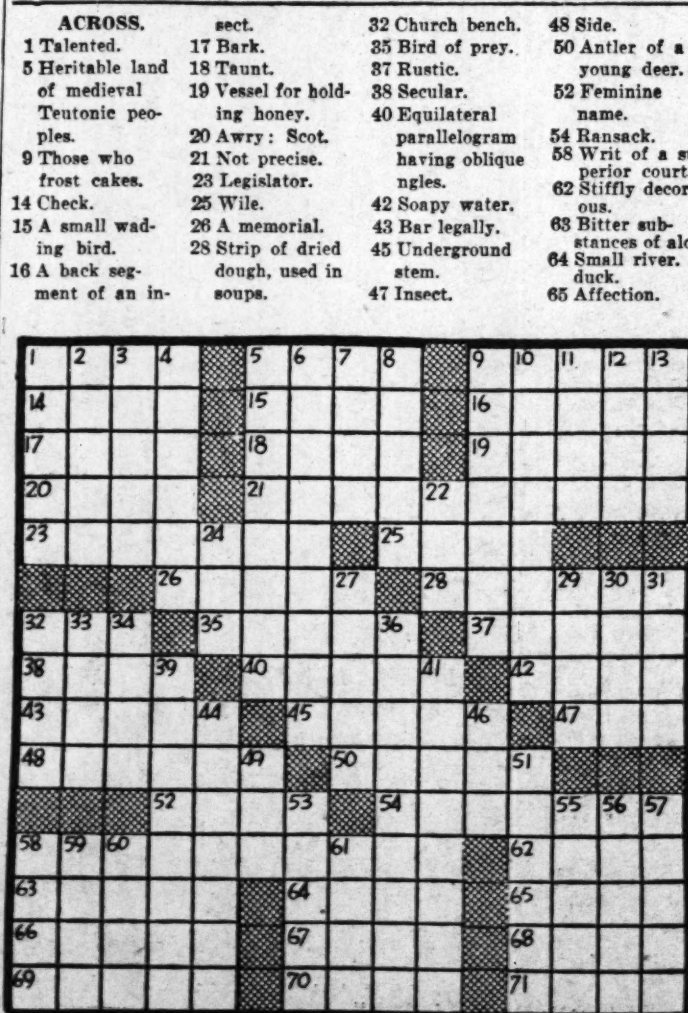 ACROSS.
1 Talented.
5 Heritable land
of medieval
Teutonic peo-
ples.
9 Those who
frost cakes.
14 Check.
15 A small wad-
ing bird.
16 A back seg-
ment of an in-
sect.
17 Bark.
18 Taunt.
19 Vessel for hold-
ing honey.
20 Awry: Scot.
21 Not precise.
23 Legislator.
25 Wile.
26 A memorial.
28 Strip of dried
dough, used in
soups.
32 Church bench.
35 Bird of prey.
37 Rustic.
38 Secular.
40 Equilateral
parallelogram
having oblique
ngles.
42 Soapy water.
43 Bar legally.
45 Underground
stem.
47 Insect.
48 Side.
50 Antler of a
young deer.
52 Feminine
name.
54 Ransack.
58 Writ of a su
perior court
62 Stiffly decor
ous.
63 Bitter sub-
stances of alo
64 Small river.
duck.
65 Affection.
1 2 3 4 5 6 7 8 9 10 11 12 13
14 15 16
17 18 19
20 21 22
23 24 25
26 27 28 29 30 31
32 33 34 35 36 37
38 39 40 41 42
43 44 45 46 47
48 49 50 51
52 53 54 55 56 57
58 59 60 61 62
63 64 65
66 67 68
69 70 71